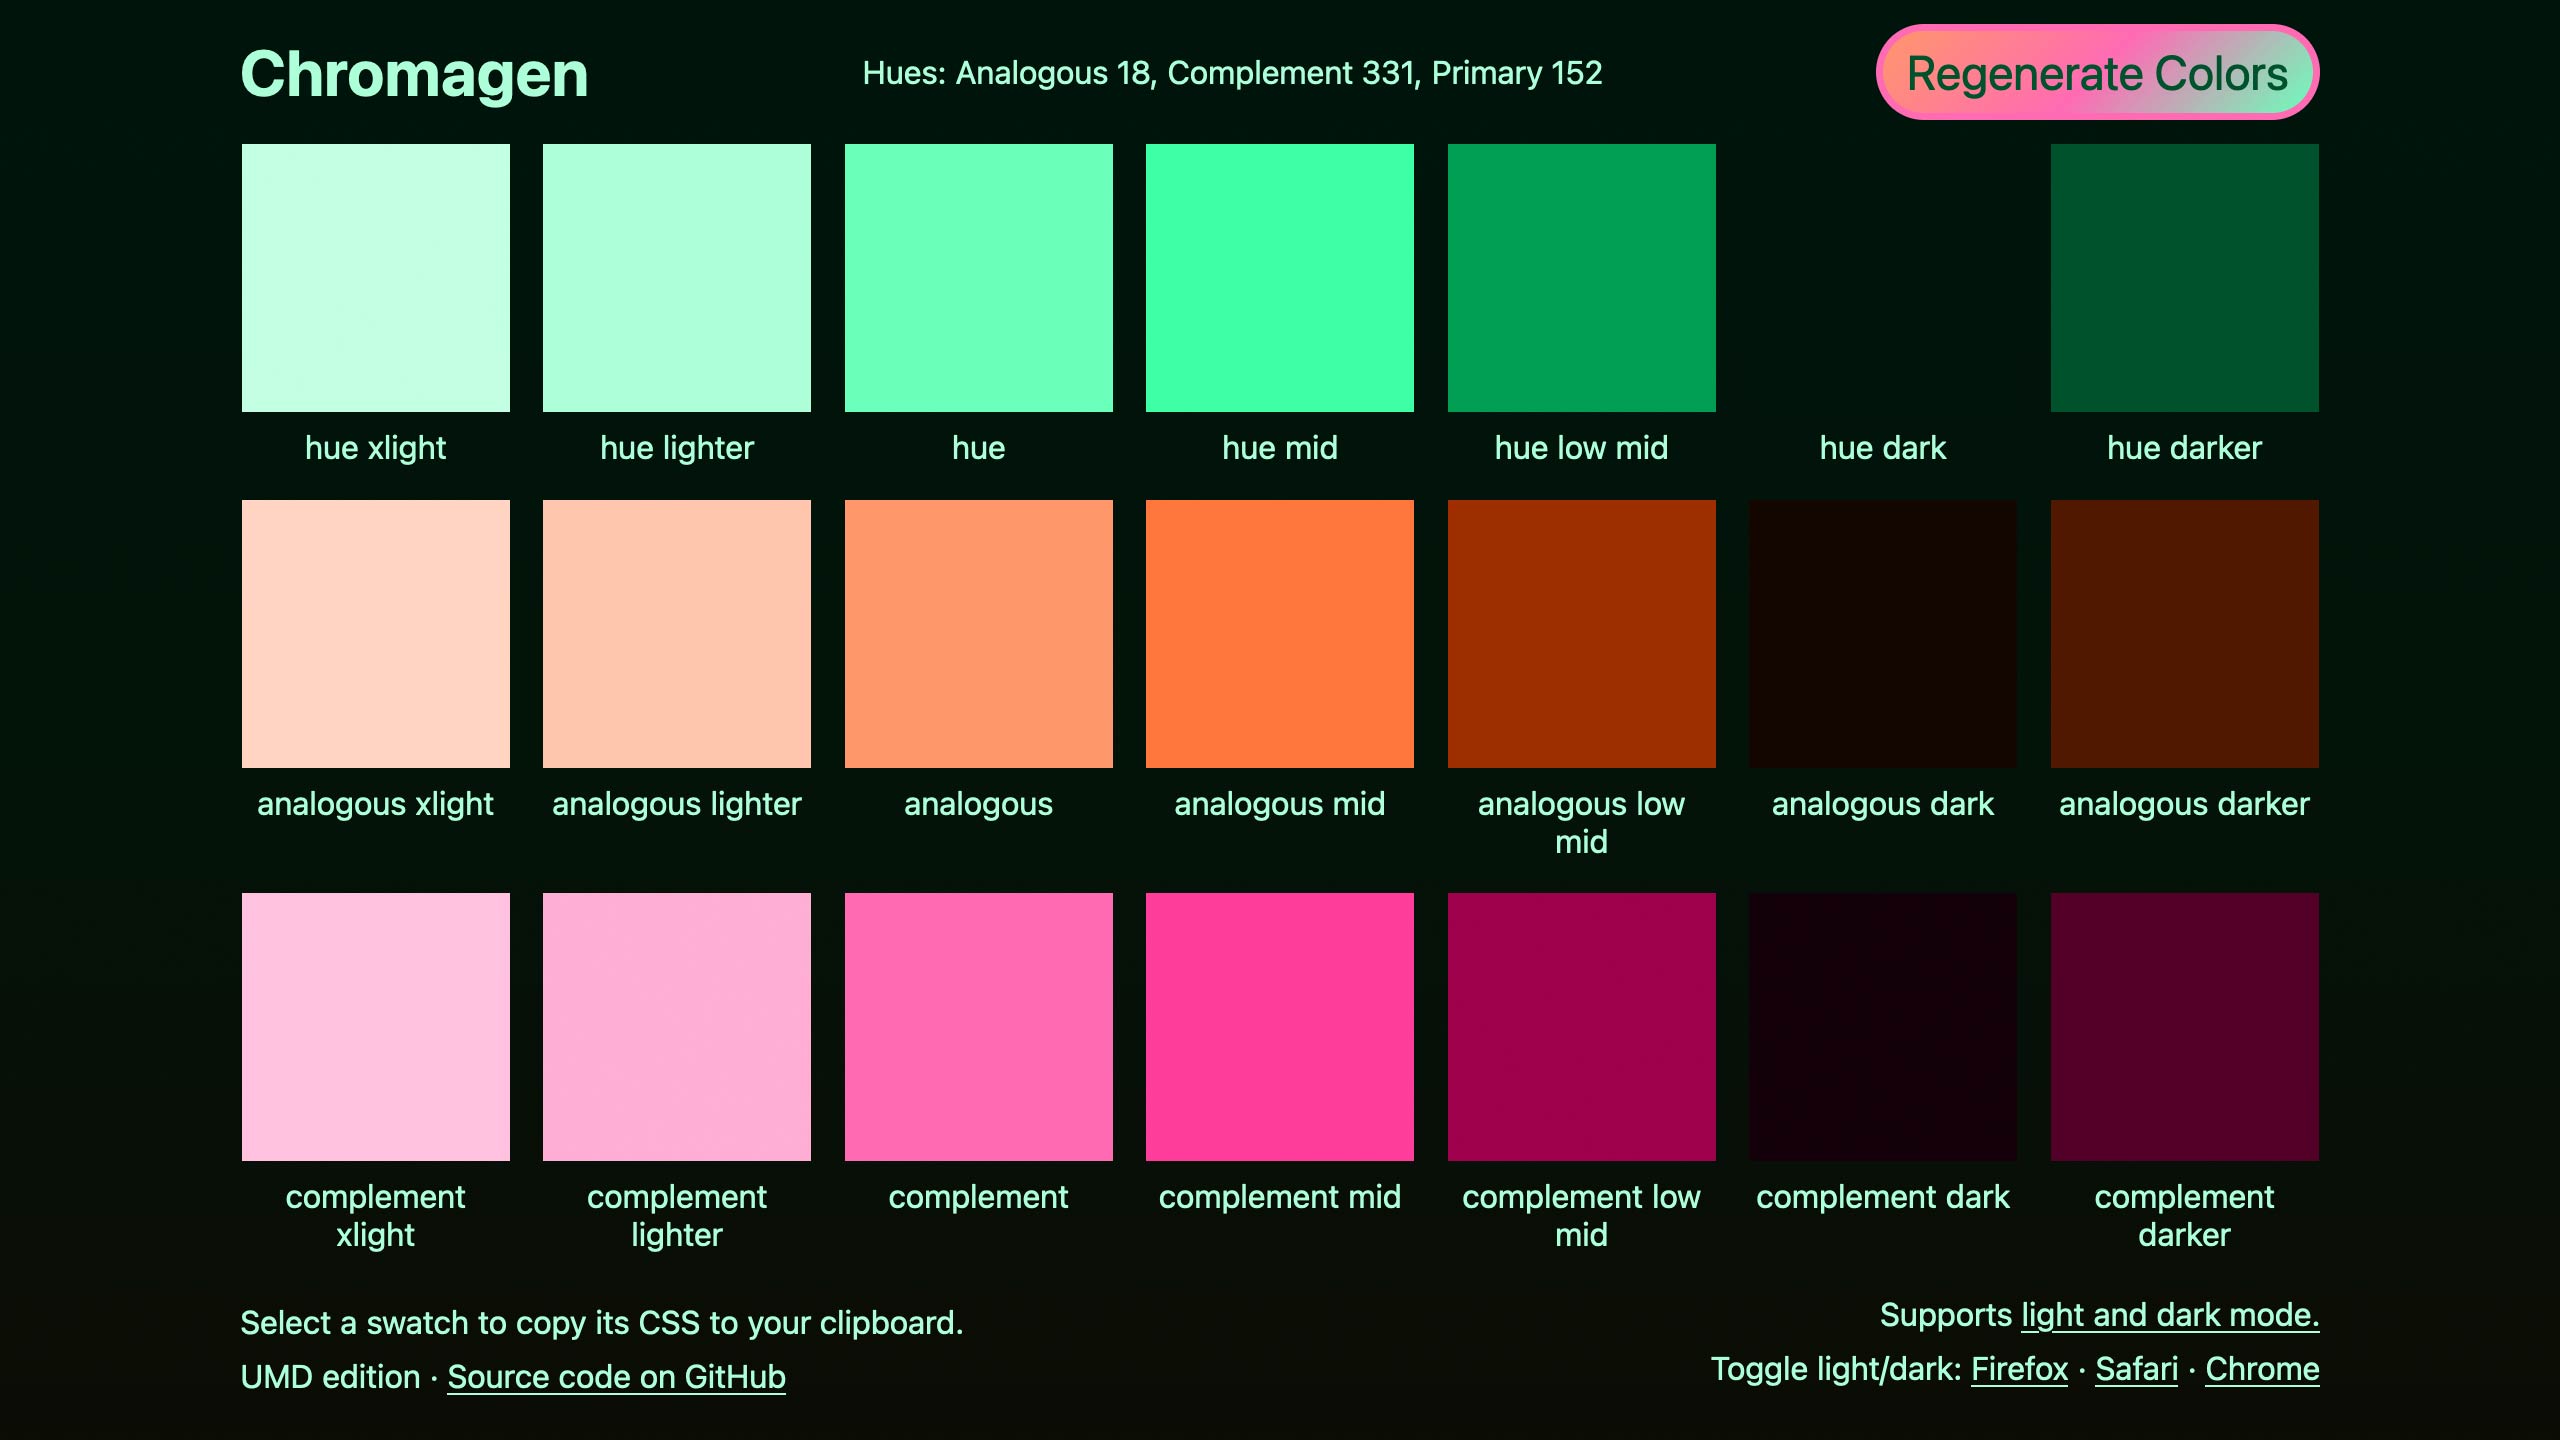 Chromagen
Hues: Analogous 18, Complement 331, Primary 152
Regenerate Colors
hue xlight
hue lighter
hue
hue mid
hue low mid
hue dark
hue darker
analogous xlight
analogous lighter
analogous
analogous mid
analogous low
mid
analogous dark
analogous darker
complement
xlight
complement
lighter
complement
complement mid
complement low
mid
complement dark
complement
darker
Select a swatch to copy its CSS to your clipboard.
UMD edition · Source code on GitHub
Supports light and dark mode.
Toggle light/dark: Firefox · Safari · Chrome